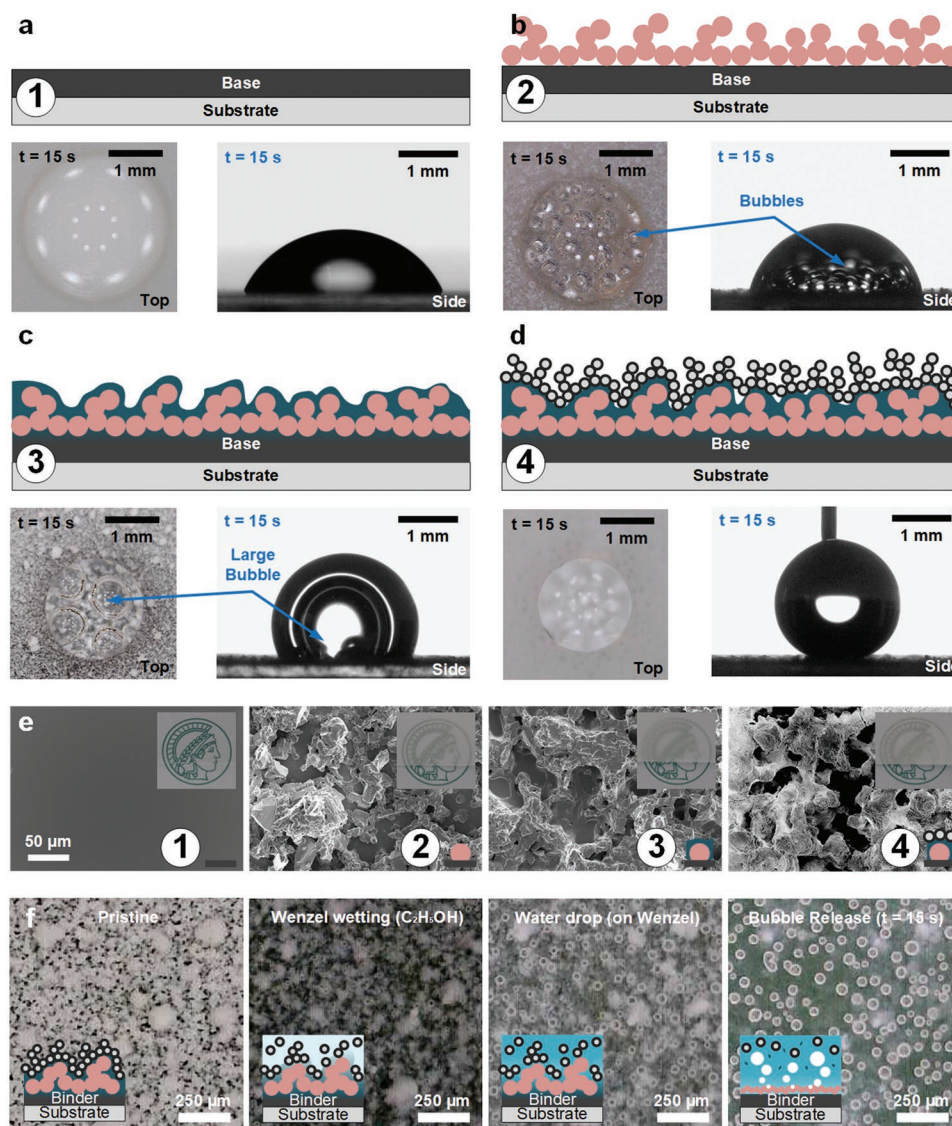 a
1
Base
Substrate
t = 15 s
1 mm
Top
t = 15 s
1 mm
Side
b
2
Base
Substrate
t = 15 s
1 mm
Top
Bubbles
t = 15 s
1 mm
Side
c
3
Base
Substrate
t = 15 s
1 mm
Top
Large
Bubble
t = 15 s
1 mm
Side
d
4
Base
Substrate
t = 15 s
1 mm
Top
t = 15 s
1 mm
Side
e
50 µm
1
2
3
4
f
Pristine
Binder
Substrate
250 µm
Wenzel wetting (C₂H₅OH)
Binder
Substrate
250 µm
Water drop (on Wenzel)
Binder
Substrate
250 µm
Bubble Release (t = 15 s)
Binder
Substrate
250 µm